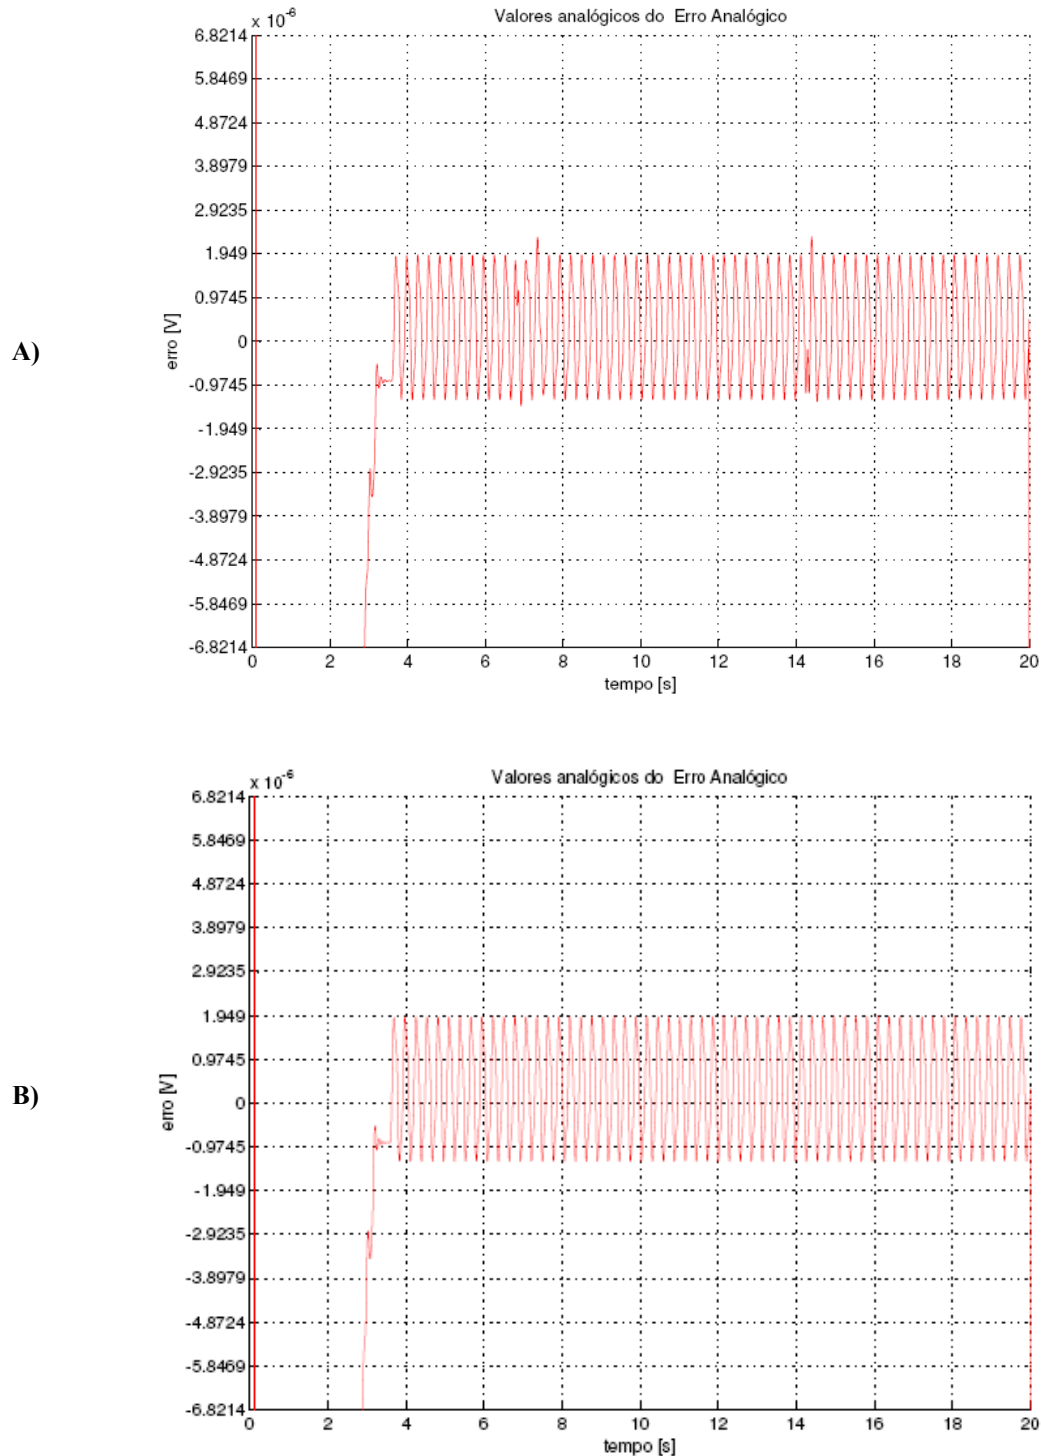 x 10-6
Valores analógicos do Erro Analógico
6.8214
5.8469
4.8724
3.8979
2.9235
1.949
0.9745
0
-0.9745
-1.949
-2.9235
-3.8979
-4.8724
-5.8469
-6.8214
erro [V]
A)
0 2 4 6 8 10 12 14 16 18 20
tempo [s]
x 10-6
Valores analógicos do Erro Analógico
6.8214
5.8469
4.8724
3.8979
2.9235
1.949
0.9745
0
-0.9745
-1.949
-2.9235
-3.8979
-4.8724
-5.8469
-6.8214
erro [V]
B)
0 2 4 6 8 10 12 14 16 18 20
tempo [s]